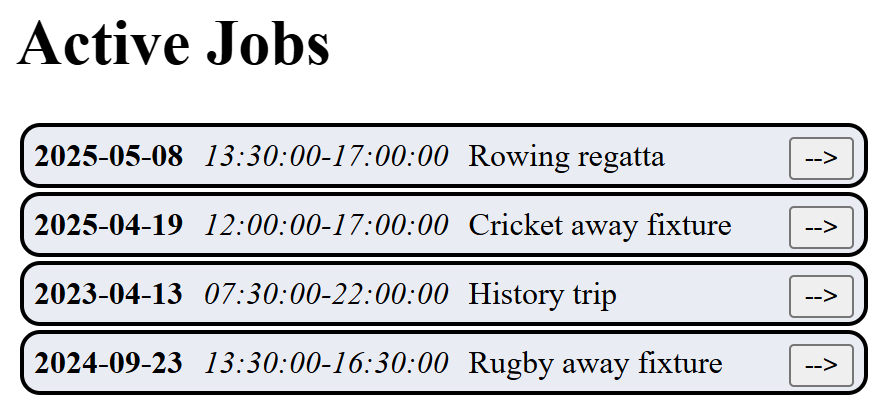 Active Jobs
2025-05-08 13:30:00-17:00:00 Rowing regatta -->
2025-04-19 12:00:00-17:00:00 Cricket away fixture -->
2023-04-13 07:30:00-22:00:00 History trip -->
2024-09-23 13:30:00-16:30:00 Rugby away fixture -->